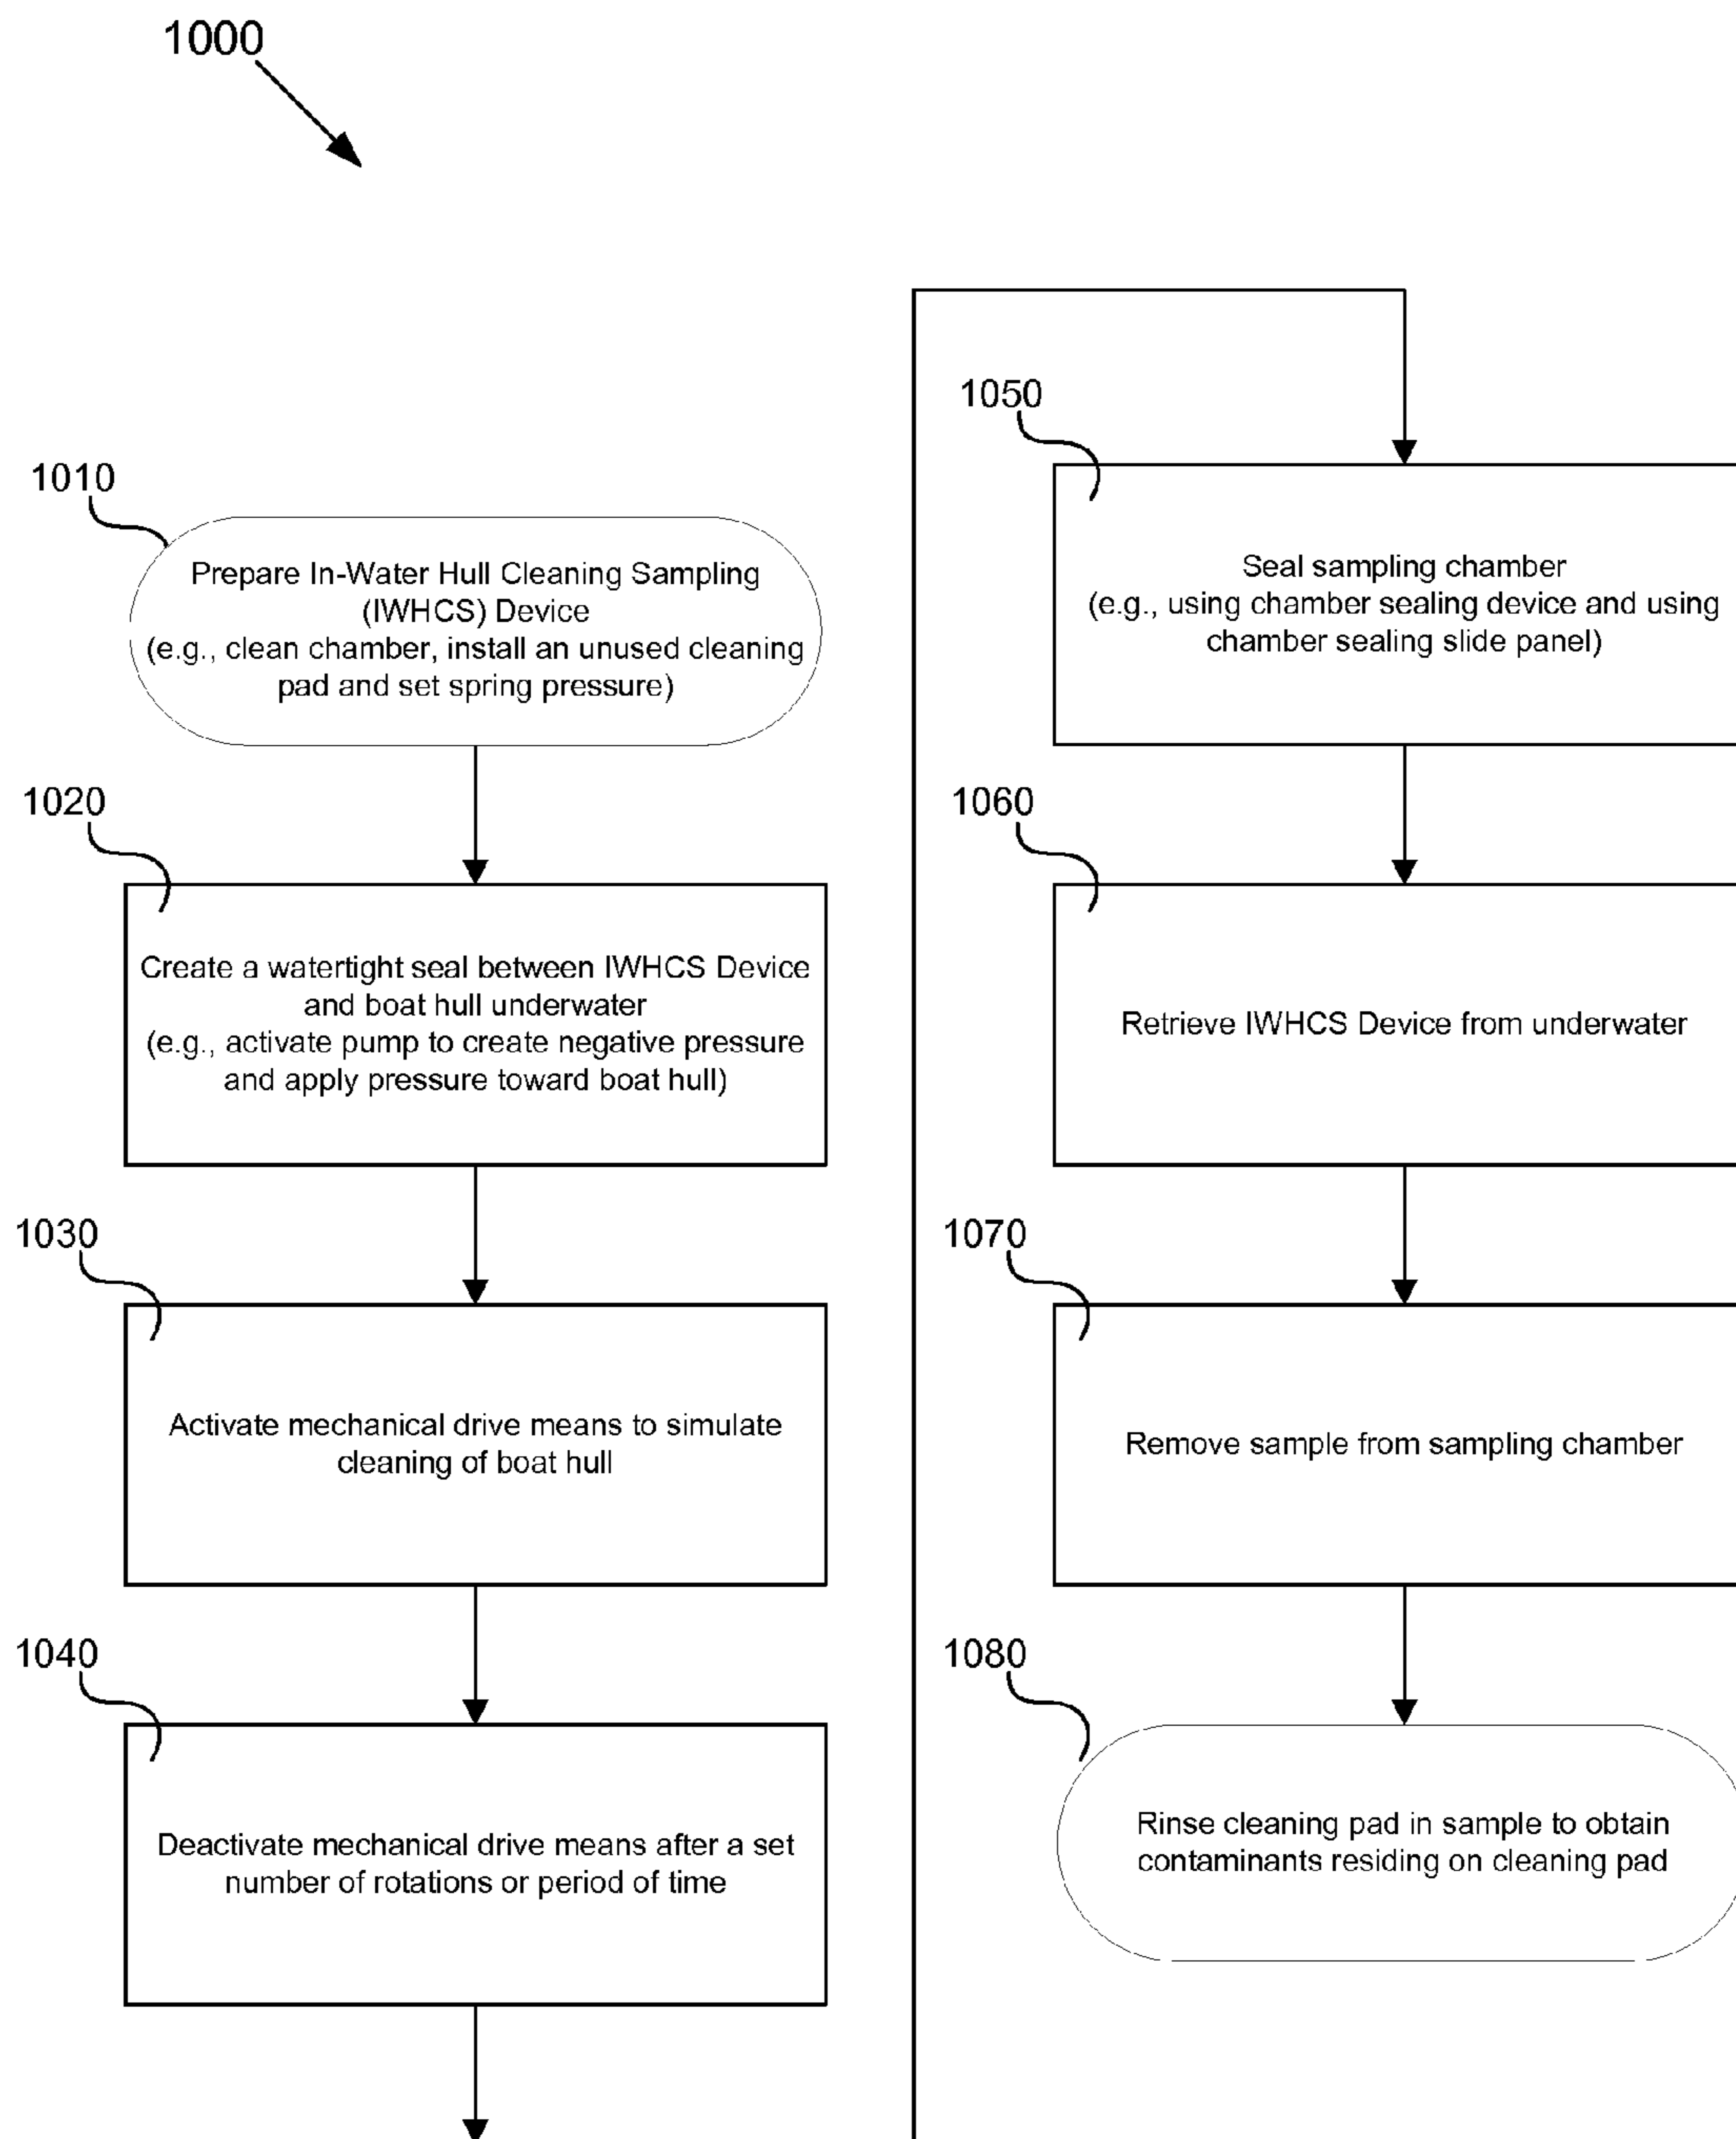 1000
1010
Prepare In-Water Hull Cleaning Sampling
(IWHCS) Device
(e.g., clean chamber, install an unused cleaning
pad and set spring pressure)
1020
Create a watertight seal between IWHCS Device
and boat hull underwater
(e.g., activate pump to create negative pressure
and apply pressure toward boat hull)
1030
Activate mechanical drive means to simulate
cleaning of boat hull
1040
Deactivate mechanical drive means after a set
number of rotations or period of time
1050
Seal sampling chamber
(e.g., using chamber sealing device and using
chamber sealing slide panel)
1060
Retrieve IWHCS Device from underwater
1070
Remove sample from sampling chamber
1080
Rinse cleaning pad in sample to obtain
contaminants residing on cleaning pad